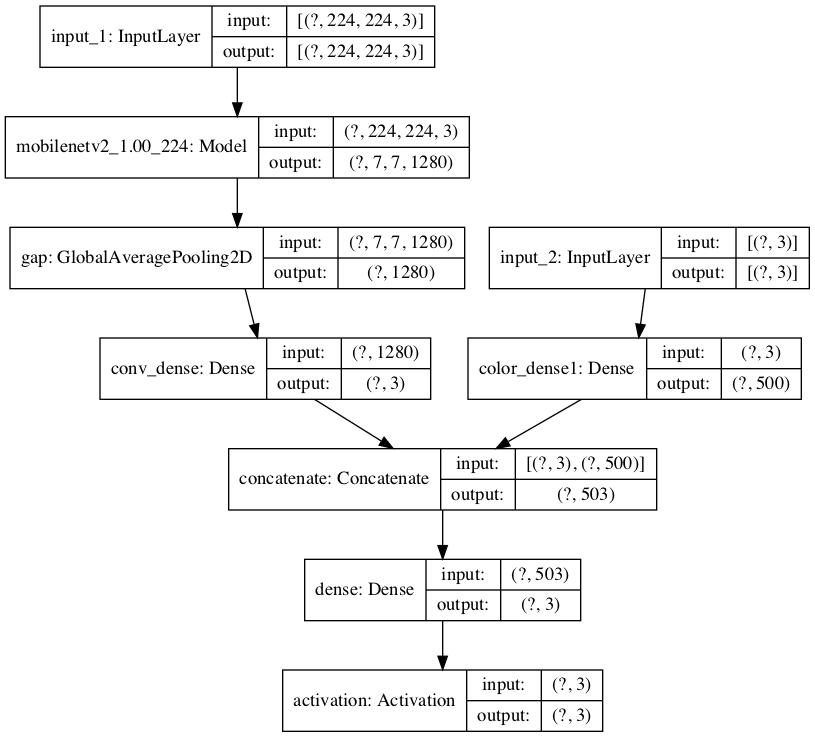 input_1: InputLayer
input:
[(?, 224, 224, 3)]
output:
[(?, 224, 224, 3)]
mobilenetv2_1.00_224: Model
input:
(?, 224, 224, 3)
output:
(?, 7, 7, 1280)
gap: GlobalAveragePooling2D
input:
(?, 7, 7, 1280)
output:
(?, 1280)
input_2: InputLayer
input:
[(?, 3)]
output:
[(?, 3)]
conv_dense: Dense
input:
(?, 1280)
output:
(?, 3)
color_dense1: Dense
input:
(?, 3)
output:
(?, 500)
concatenate: Concatenate
input:
[(?, 3), (?, 500)]
output:
(?, 503)
dense: Dense
input:
(?, 503)
output:
(?, 3)
activation: Activation
input:
(?, 3)
output:
(?, 3)